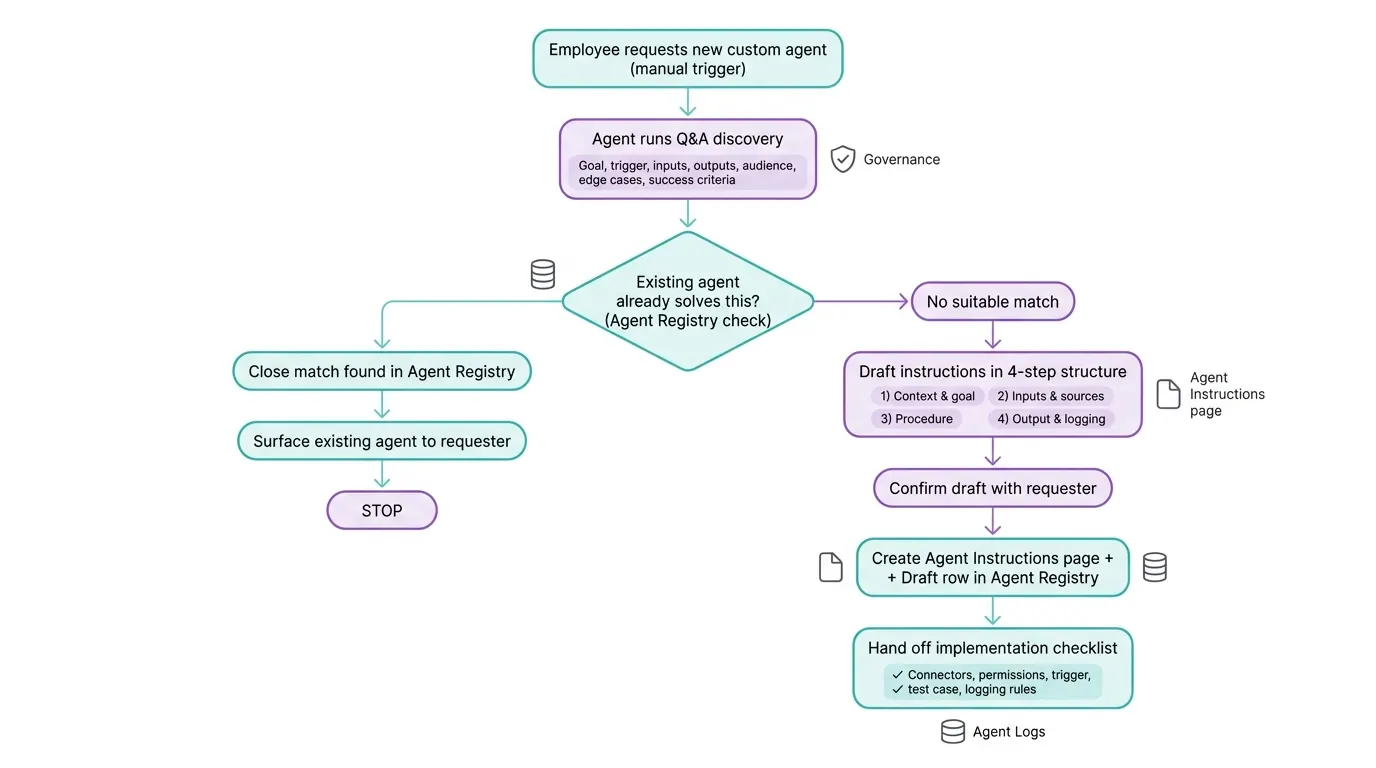 Employee requests new custom agent
(manual trigger)
Agent runs Q&A discovery
Goal, trigger, inputs, outputs, audience,
edge cases, success criteria
Governance
Existing agent
already solves this?
(Agent Registry check)
Close match found in Agent Registry
Surface existing agent to requester
STOP
No suitable match
Draft instructions in 4-step structure
1) Context & goal
2) Inputs & sources
3) Procedure
4) Output & logging
Agent
Instructions
page
Confirm draft with requester
Create Agent Instructions page +
+ Draft row in Agent Registry
Hand off implementation checklist
✓ Connectors, permissions, trigger,
✓ test case, logging rules
Agent Logs